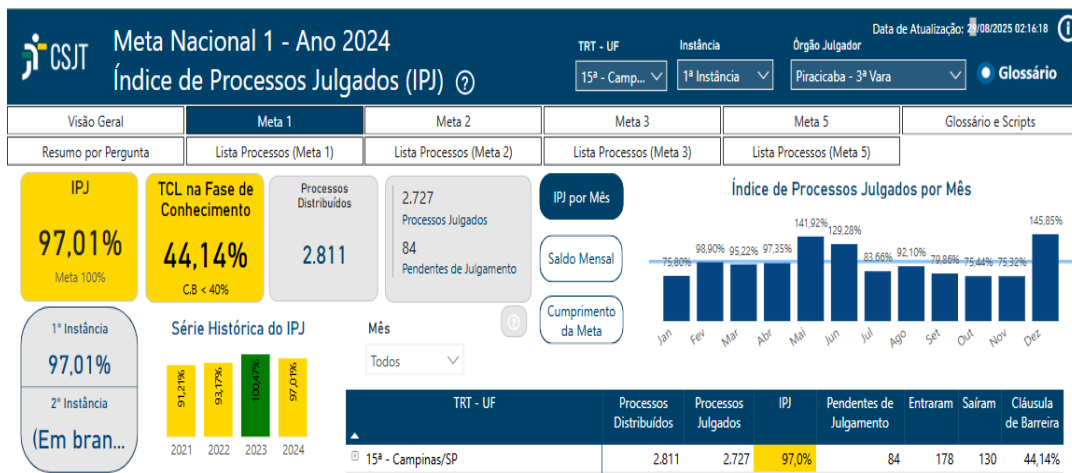 CSJT
Meta Nacional 1 - Ano 2024
Índice de Processos Julgados (IPJ)
Data de Atualização: 29/08/2025 02:16:18
TRT - UF
Instância
Órgão Julgador
15ª - Camp...
1ª Instância
Piracicaba - 3ª Vara
Glossário
Visão Geral
Meta 1
Meta 2
Meta 3
Meta 5
Glossário e Scripts
Resumo por Pergunta
Lista Processos (Meta 1)
Lista Processos (Meta 2)
Lista Processos (Meta 3)
Lista Processos (Meta 5)
IPJ
97,01%
Meta 100%
TCL na Fase de
Conhecimento
44,14%
C.B < 40%
Processos
Distribuídos
2.811
2.727
Processos Julgados
84
Pendentes de Julgamento
IPJ por Mês
Saldo Mensal
Cumprimento
da Meta
Índice de Processos Julgados por Mês
75,80%
98,90%
95,22%
97,35%
141,92%
129,28%
83,66%
92,10%
79,86%
75,44%
75,32%
145,85%
Jan
Fev
Mar
Abr
Mai
Jun
Jul
Ago
Set
Out
Nov
Dez
1ª Instância
97,01%
2ª Instância
(Em bran...
Série Histórica do IPJ
91,21%
93,17%
100,47%
97,01%
2021
2022
2023
2024
Mês
Todos
TRT - UF
Processos
Distribuídos
Processos
Julgados
IPJ
Pendentes de
Julgamento
Entraram
Saíram
Cláusula
de Barreira
15ª - Campinas/SP
2.811
2.727
97,0%
84
178
130
44,14%